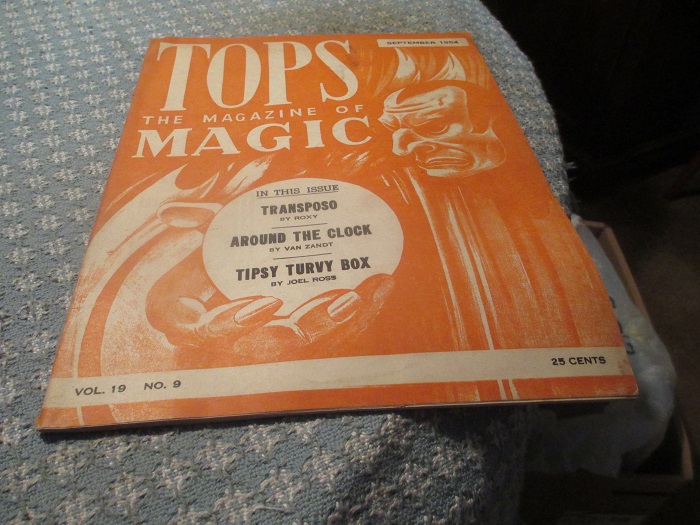 SEPTEMBER 1954
TOPS
THE MAGAZINE OF
MAGIC
IN THIS ISSUE
TRANSPOSO
BY ROXY
AROUND THE CLOCK
BY VAN ZANDT
TIPSY TURVY BOX
BY JOEL ROSS
VOL. 19 NO. 9
25 CENTS